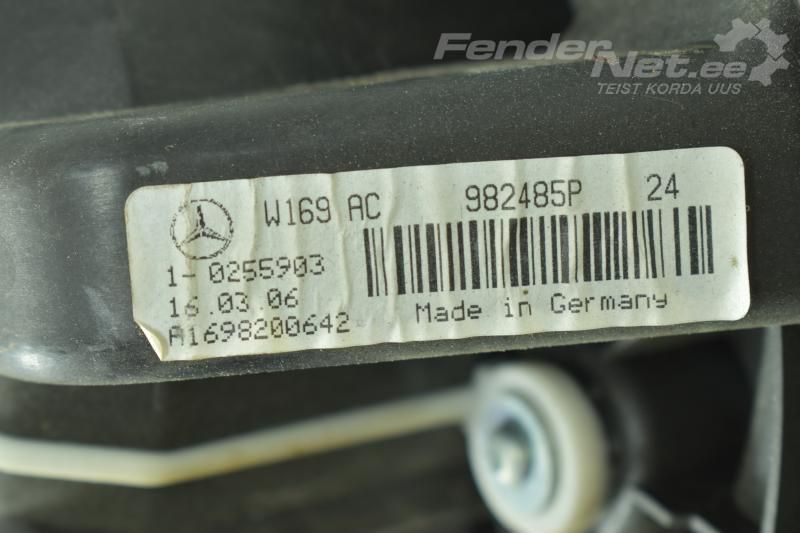 FenderNet.ee
TEIST KORDA UUS
W169 AC 982485P 24
1-0255903
16.03.06
A1698200642
Made in Germany